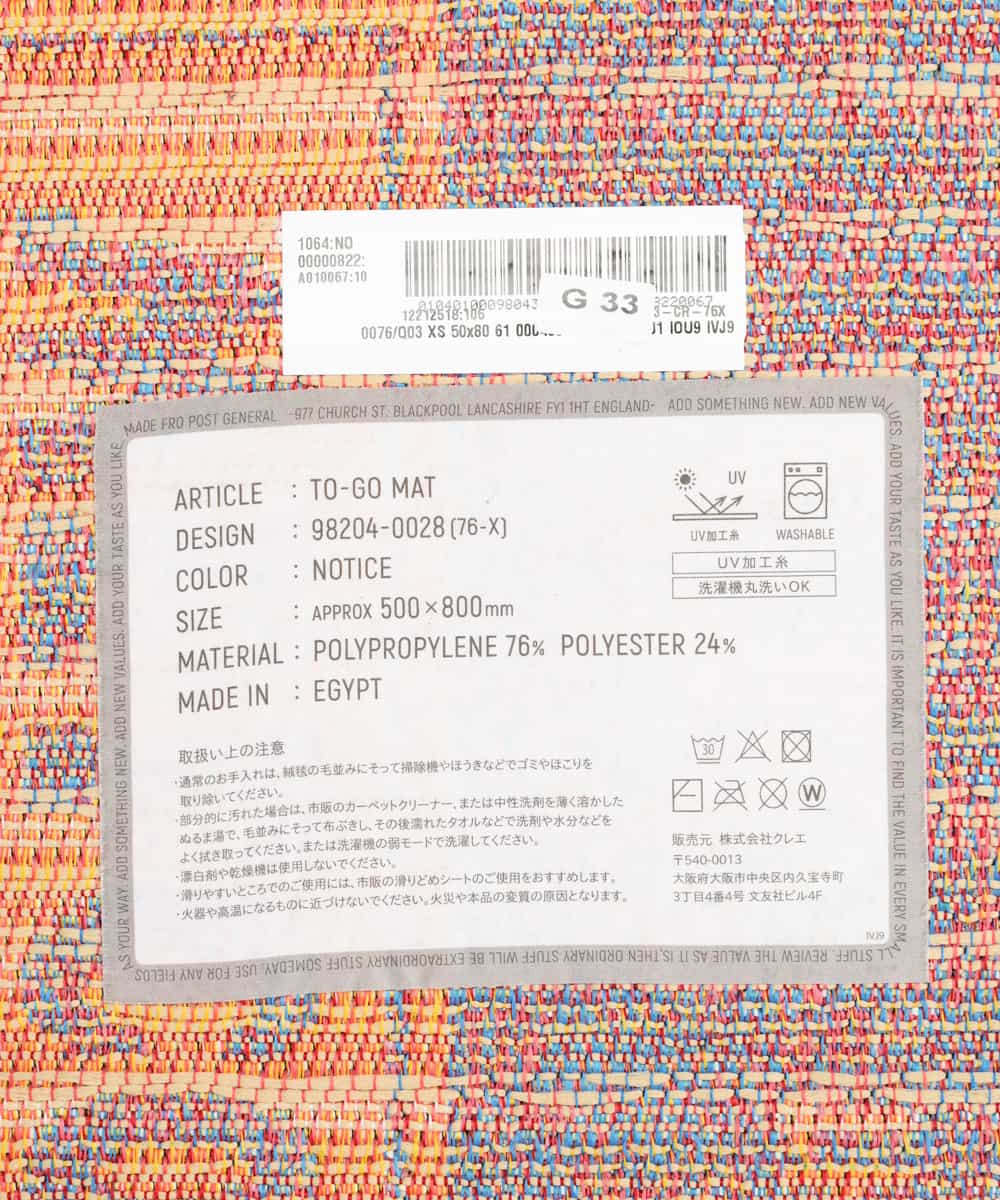 1064:NO
00000822:
A010067:10
01040100098043
3220067
12212518:106
3-CR-76X
G 33
0076/Q03 XS 50x80 61
IOU9 IVJ9
MADE FRO POST GENERAL -977 CHURCH ST. BLACKPOOL LANCASHIRE FY1 1HT ENGLAND- ADD SOMETHING NEW. ADD NEW VALUES. ADD YOUR TASTE AS YOU LIKE. IT IS IMPORTANT TO FIND THE VALUE IN EVERY SMALL STUFF. REVIEW THE VALUE AS IT IS,THEN ORDINARY STUFF WILL BE EXTRAORDINARY STUFF SOMEDAY. USE FOR ANY FIELDS AS YOUR WAY. ADD SOMETHING NEW. ADD NEW VALUES. ADD YOUR TASTE AS YOU LIKE
ARTICLE : TO-GO MAT
DESIGN : 98204-0028 (76-X)
COLOR : NOTICE
SIZE : APPROX 500×800mm
MATERIAL : POLYPROPYLENE 76% POLYESTER 24%
MADE IN : EGYPT
UV
UV加工糸
WASHABLE
UV加工糸
洗濯機丸洗いOK
取扱い上の注意
・通常のお手入れは、絨毯の毛並みにそって掃除機やほうきなどでゴミやほこりを
取り除いてください。
・部分的に汚れた場合は、市販のカーペットクリーナー、または中性洗剤を薄く溶かした
ぬるま湯で、毛並みにそって布ぶきし、その後濡れたタオルなどで洗剤や水分などを
よく拭き取ってください。または洗濯機の弱モードで洗濯してください。
・漂白剤や乾燥機は使用しないでください。
・滑りやすいところでのご使用には、市販の滑りどめシートのご使用をおすすめします。
・火器や高温になるものに近づけないでください。火災や本品の変質の原因となります。
30
W
販売元 株式会社クレエ
〒540-0013
大阪府大阪市中央区内久宝寺町
3丁目4番4号 文友社ビル4F
IVJ9